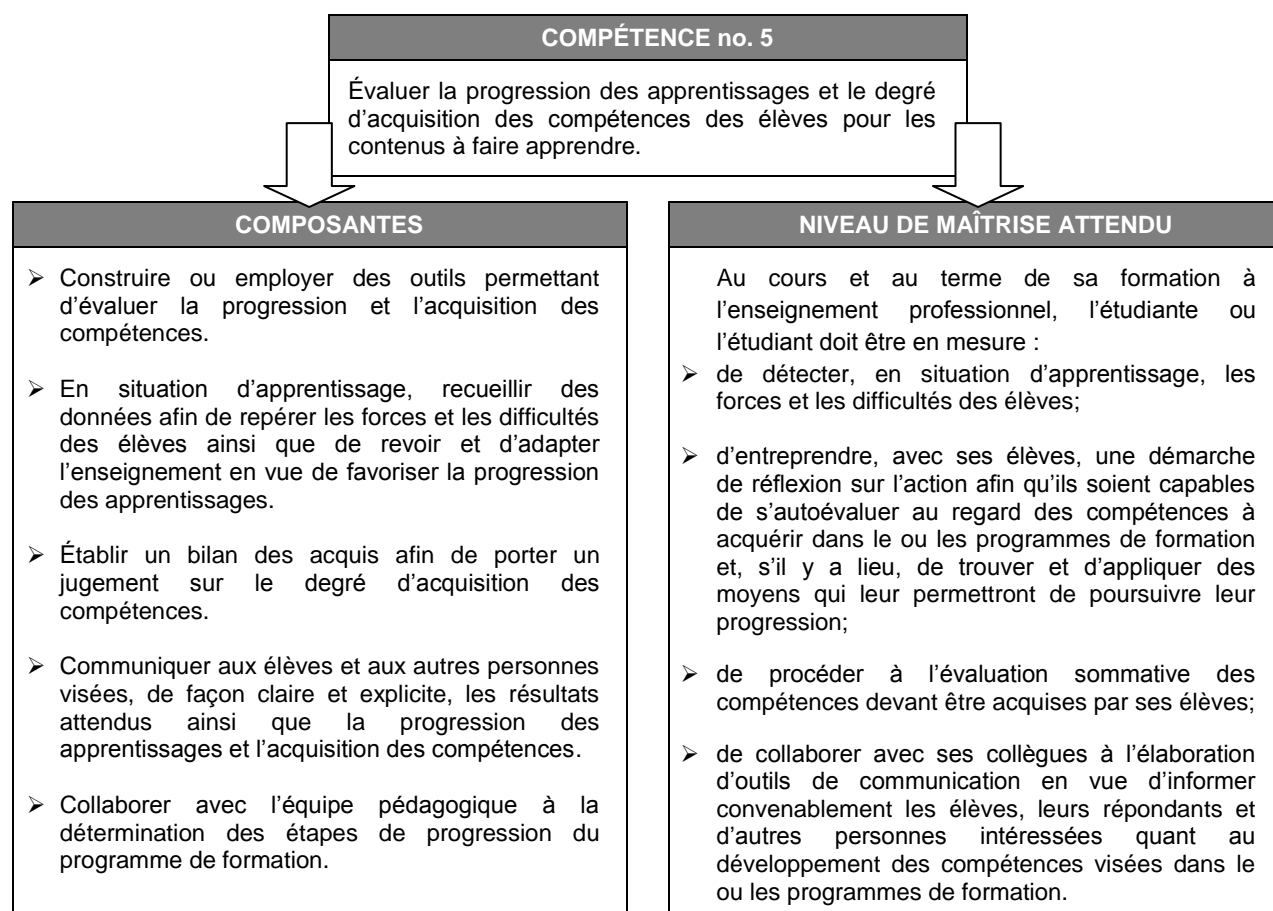 COMPÉTENCE no. 5
Évaluer la progression des apprentissages et le degré
d’acquisition des compétences des élèves pour les
contenus à faire apprendre.
COMPOSANTES
➢ Construire ou employer des outils permettant
d’évaluer la progression et l’acquisition des
compétences.
➢ En situation d’apprentissage, recueillir des
données afin de repérer les forces et les difficultés
des élèves ainsi que de revoir et d’adapter
l’enseignement en vue de favoriser la progression
des apprentissages.
➢ Établir un bilan des acquis afin de porter un
jugement sur le degré d’acquisition des
compétences.
➢ Communiquer aux élèves et aux autres personnes
visées, de façon claire et explicite, les résultats
attendus ainsi que la progression des
apprentissages et l’acquisition des compétences.
➢ Collaborer avec l’équipe pédagogique à la
détermination des étapes de progression du
programme de formation.
NIVEAU DE MAÎTRISE ATTENDU
Au cours et au terme de sa formation à
l’enseignement professionnel, l’étudiante ou
l’étudiant doit être en mesure :
➢ de détecter, en situation d’apprentissage, les
forces et les difficultés des élèves;
➢ d’entreprendre, avec ses élèves, une démarche
de réflexion sur l’action afin qu’ils soient capables
de s’autoévaluer au regard des compétences à
acquérir dans le ou les programmes de formation
et, s’il y a lieu, de trouver et d’appliquer des
moyens qui leur permettront de poursuivre leur
progression;
➢ de procéder à l’évaluation sommative des
compétences devant être acquises par ses élèves;
➢ de collaborer avec ses collègues à l’élaboration
d’outils de communication en vue d’informer
convenablement les élèves, leurs répondants et
d’autres personnes intéressées quant au
développement des compétences visées dans le
ou les programmes de formation.